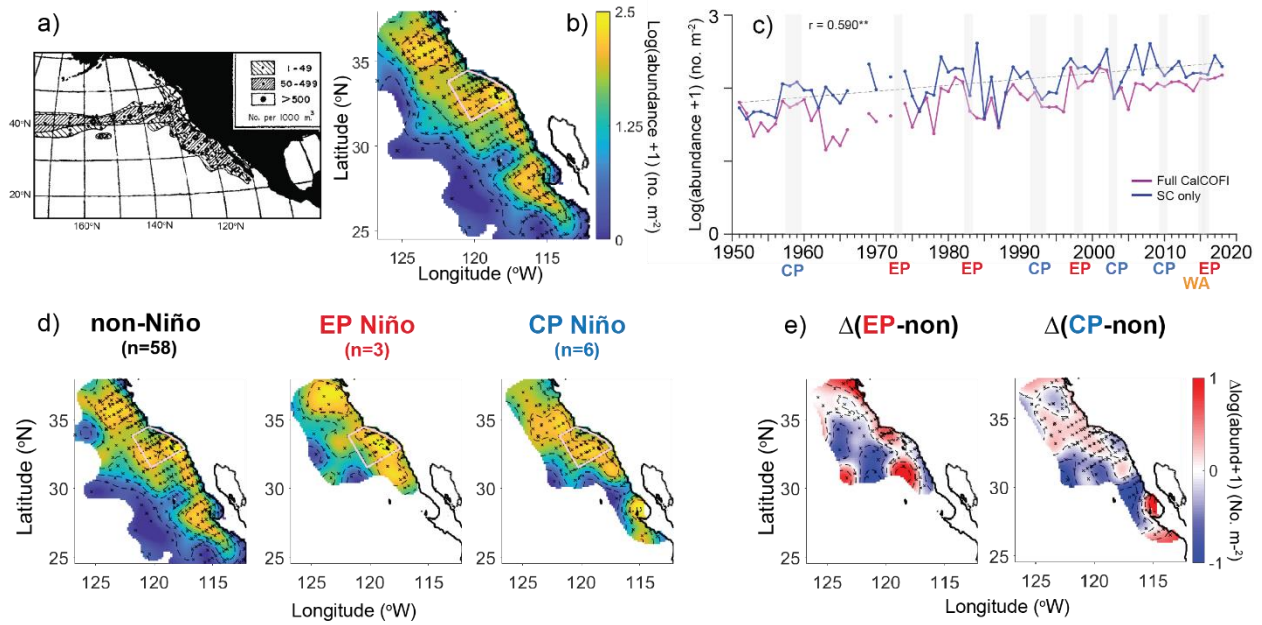 a)
1-49
50-499
>500
No. per 1000 m³
40°N
20°N
160°W
140°W
120°W
b)
Latitude (°N)
35
30
25
125
120
115
Longitude (°W)
2.5
1.25
0
Log(abundance +1) (no. m⁻²)
c)
r = 0.590**
Log(abundance +1) (no. m⁻²)
3
0
Full CalCOFI
SC only
1950 1960 1970 1980 1990 2000 2010 2020
CP EP EP CP EP CP CP EP
WA
d)
non-Niño
(n=58)
EP Niño
(n=3)
CP Niño
(n=6)
Latitude (°N)
35
30
25
125 120 115
125 120 115
125 120 115
Longitude (°W)
e)
Δ(EP-non)
Δ(CP-non)
Latitude (°N)
35
30
25
35
30
25
125 120 115
125 120 115
Longitude (°W)
1
0
-1
Δlog(abund+1) (No. m⁻²)